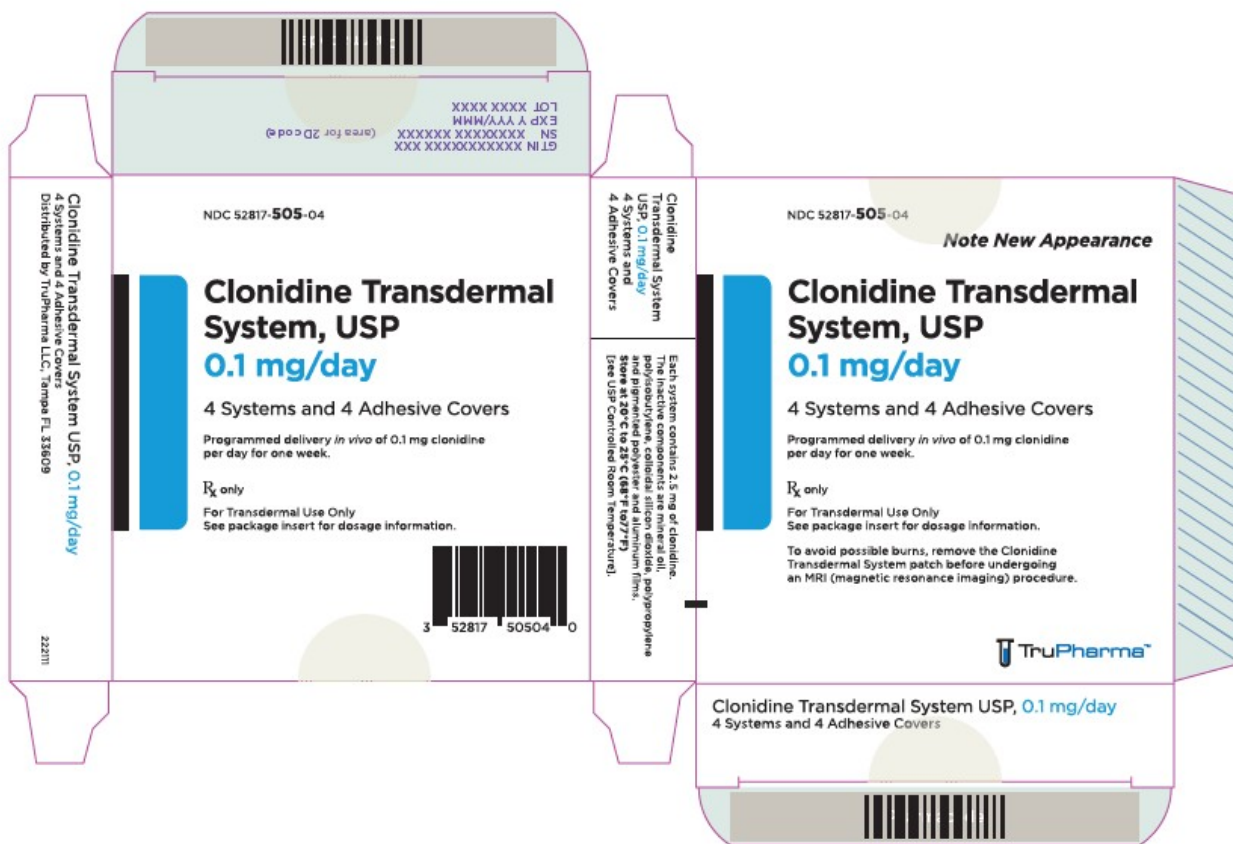 GTIN XXXXXXXXXXX XXX
SN XXXXXXXXX XXXXXX
EXP Y YYY/MMM
LOT XXXX XXXX
(area for 2D code)
Clonidine Transdermal System USP, 0.1 mg/day
4 Systems and 4 Adhesive Covers
Distributed by TruPharma LLC, Tampa FL 33609
222111
NDC 52817-505-04
Clonidine Transdermal
System, USP
0.1 mg/day
4 Systems and 4 Adhesive Covers
Programmed delivery in vivo of 0.1 mg clonidine
per day for one week.
Rx only
For Transdermal Use Only
See package insert for dosage information.
3 52817 50504 0
Clonidine
Transdermal System
USP, 0.1 mg/day
4 Systems and
4 Adhesive Covers
Each system contains 2.5 mg of clonidine.
The inactive components are mineral oil,
polyisobutylene, colloidal silicon dioxide, polypropylene
and pigmented polyester and aluminum films.
Store at 20°C to 25°C (68°F to77°F)
[see USP Controlled Room Temperature].
NDC 52817-505-04
Note New Appearance
Clonidine Transdermal
System, USP
0.1 mg/day
4 Systems and 4 Adhesive Covers
Programmed delivery in vivo of 0.1 mg clonidine
per day for one week.
Rx only
For Transdermal Use Only
See package insert for dosage information.
To avoid possible burns, remove the Clonidine
Transdermal System patch before undergoing
an MRI (magnetic resonance imaging) procedure.
TruPharma™
Clonidine Transdermal System USP, 0.1 mg/day
4 Systems and 4 Adhesive Covers